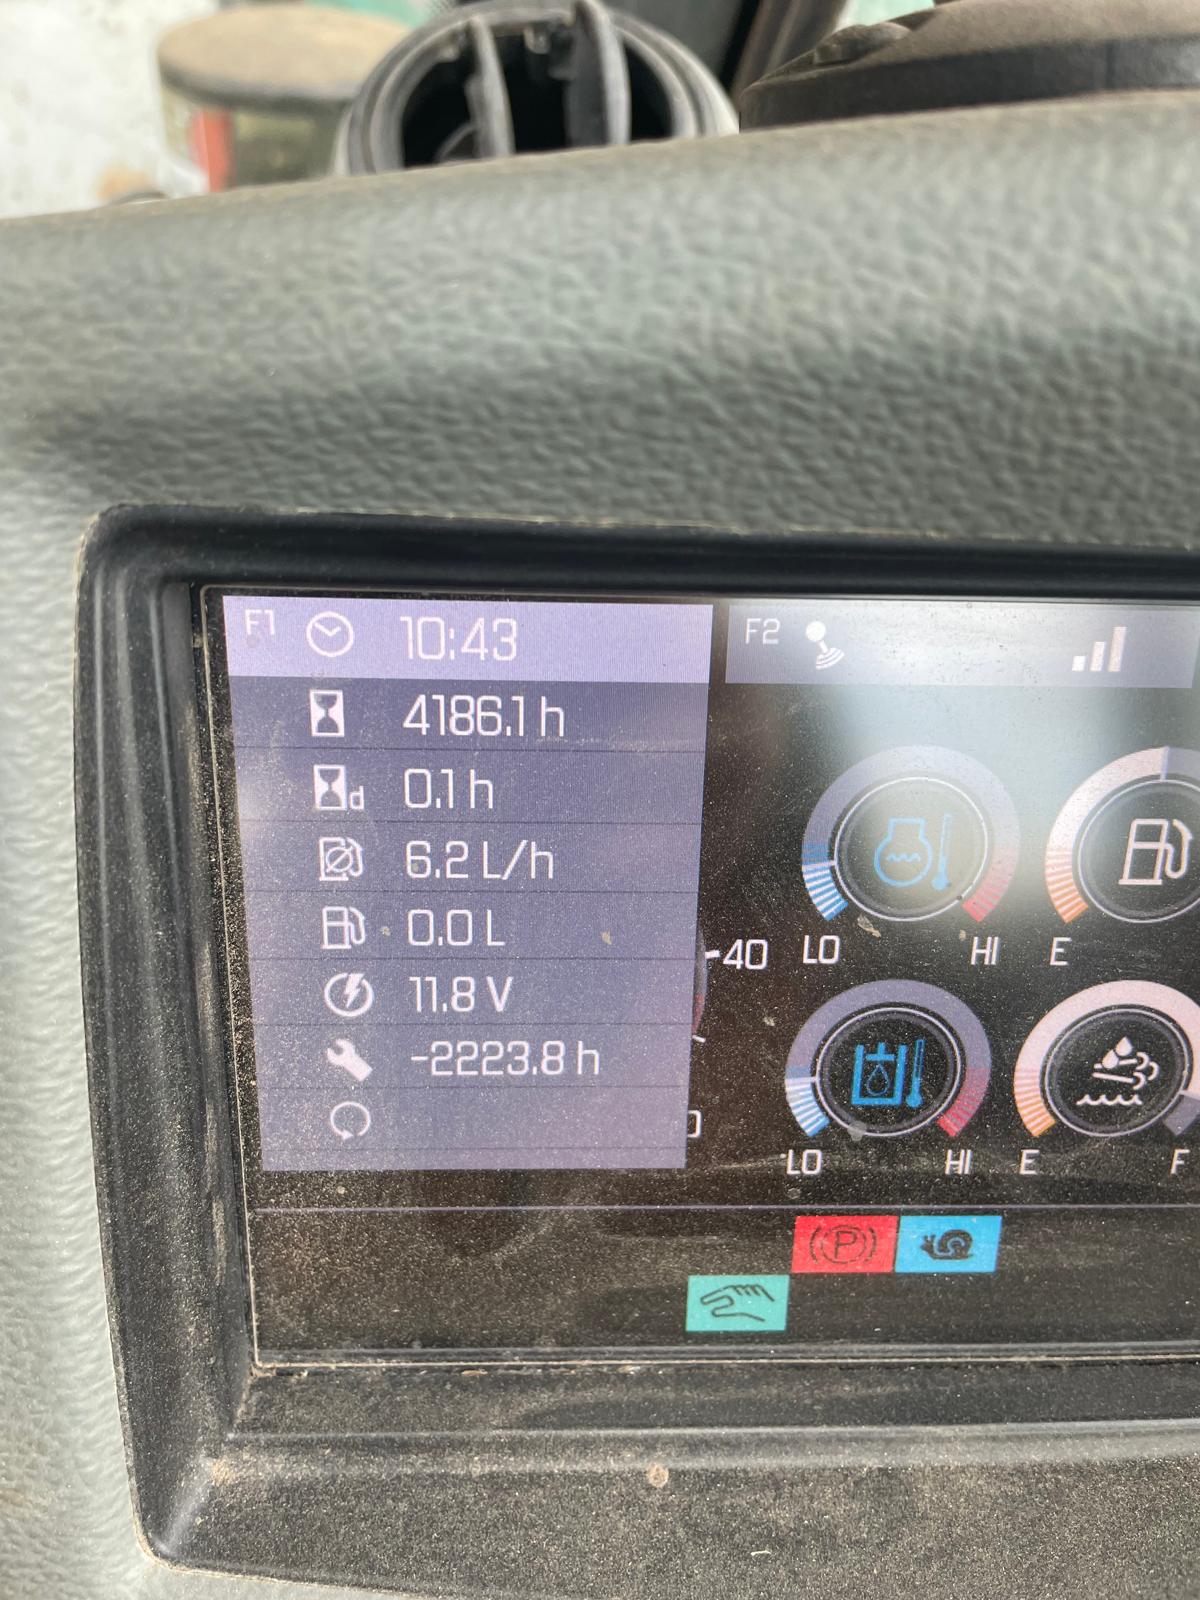 F1 10:43
F2
4186.1 h
d 0.1 h
6.2 L/h
0.0 L
11.8 V
-2223.8 h
40
LO HI E
0
LO HI E F
(P)